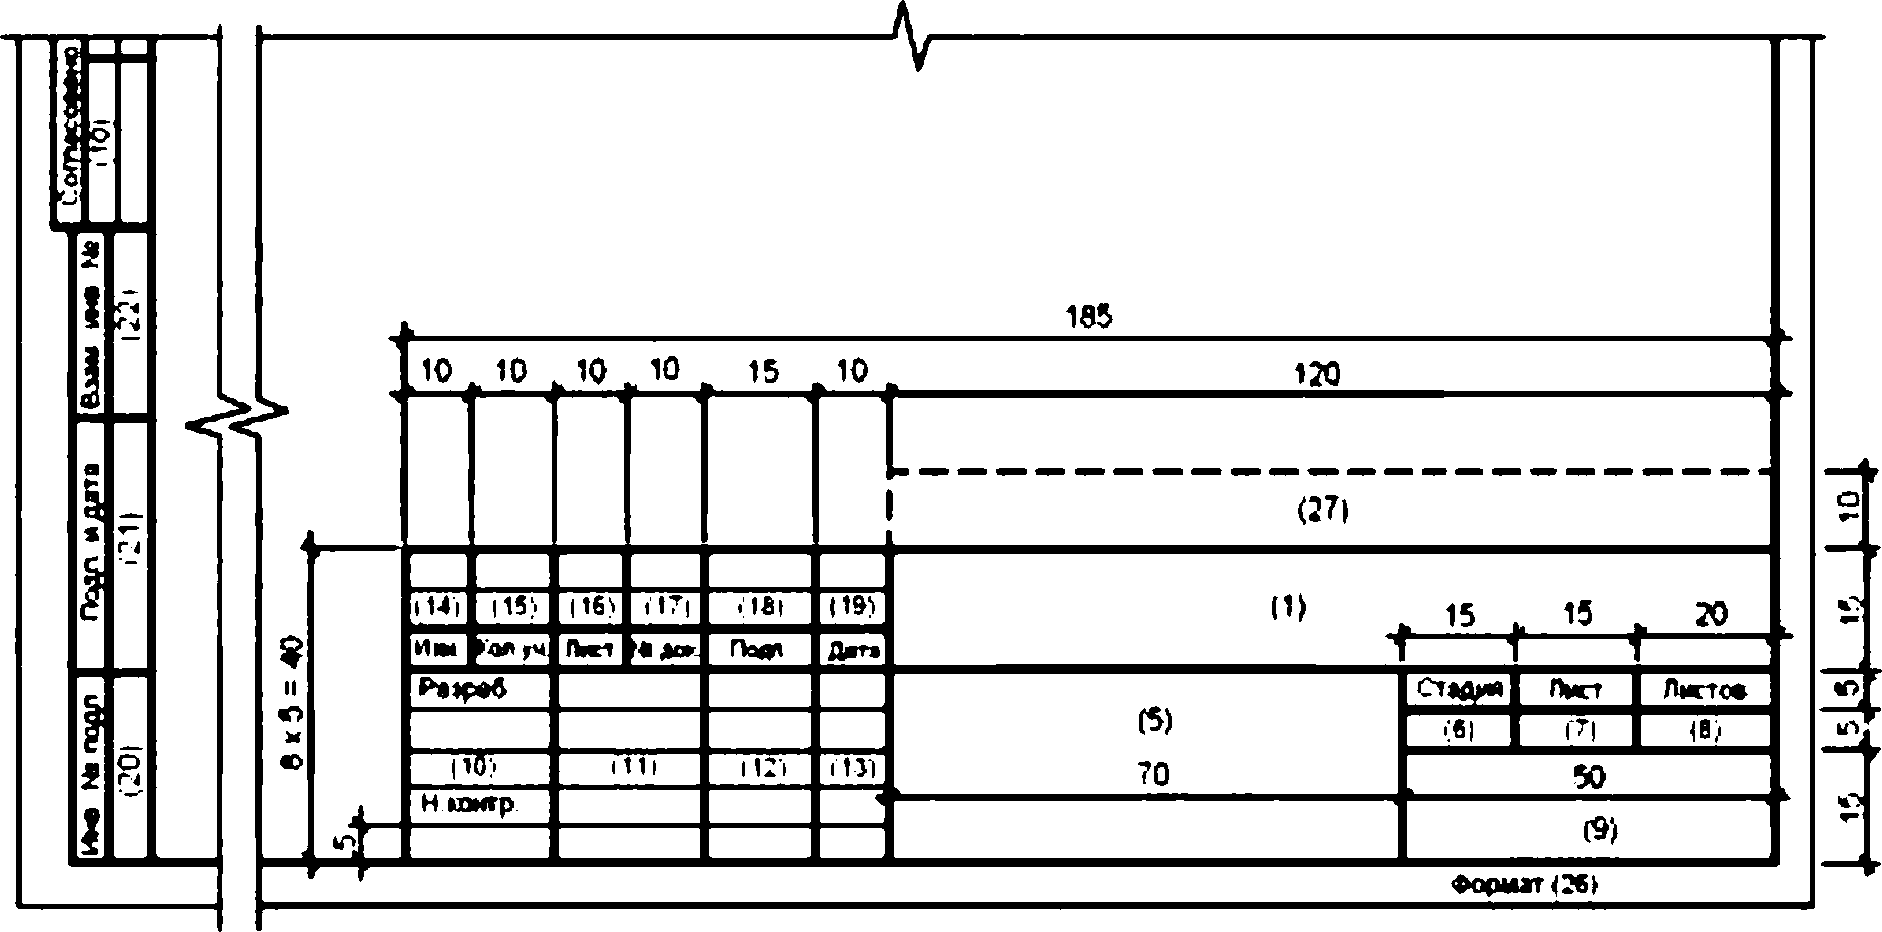 Согласовано
(10)
Взам инв №
(22)
Подп и дата
(21)
Инв № подл
(20)
185
10 10 10 10 15 10 120
(27)
10
(1)
15
(14) (15) (16) (17) (18) (19)
15 15 20
Изм. Кол уч. Лист № док. Подп Дата
8 x 5 = 40
Разраб
Стадия Лист Листов
5
(5)
(6) (7) (8)
5
(10) (11) (12) (13)
70 50
Н.контр.
15
5
(9)
Формат (26)